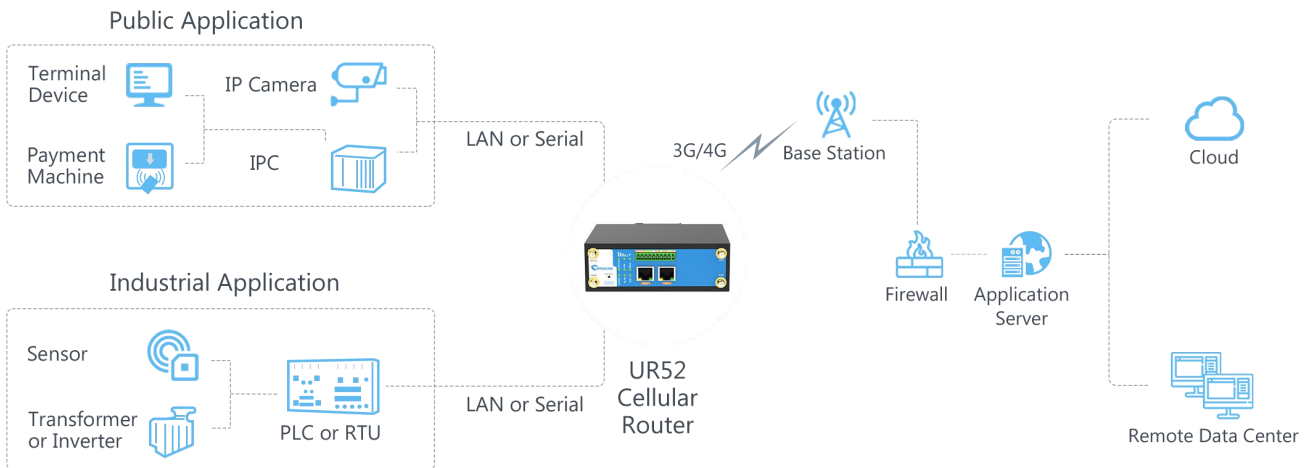 Public Application
Terminal
Device
IP Camera
Payment
Machine
IPC
LAN or Serial
3G/4G
Base Station
Cloud
Firewall
Application
Server
Industrial Application
Sensor
Transformer
or Inverter
PLC or RTU
LAN or Serial
UR52
Cellular
Router
Remote Data Center